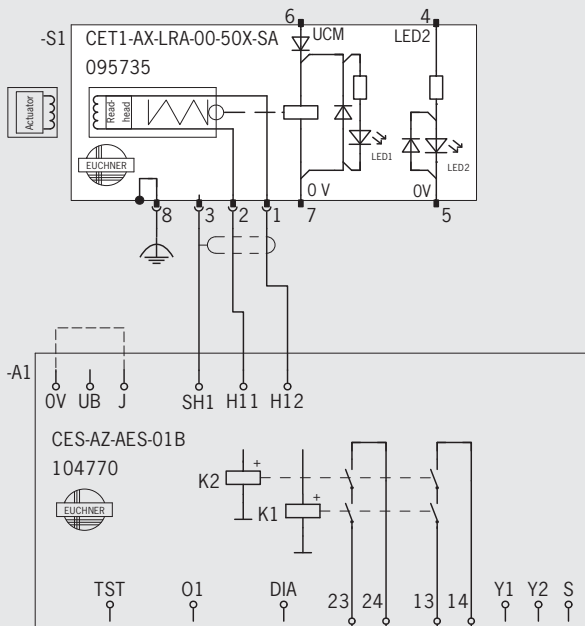 6 4
-S1 CET1-AX-LRA-00-50X-SA UCM LED2
095735
Actuator
Read-
head
EUCHNER
LED1
LED2
0 V 0V
8 3 2 1 7 5
-A1
0V UB J SH1 H11 H12
CES-AZ-AES-01B
104770
+
K2
EUCHNER
+
K1
TST O1 DIA 23 24 13 14 Y1 Y2 S